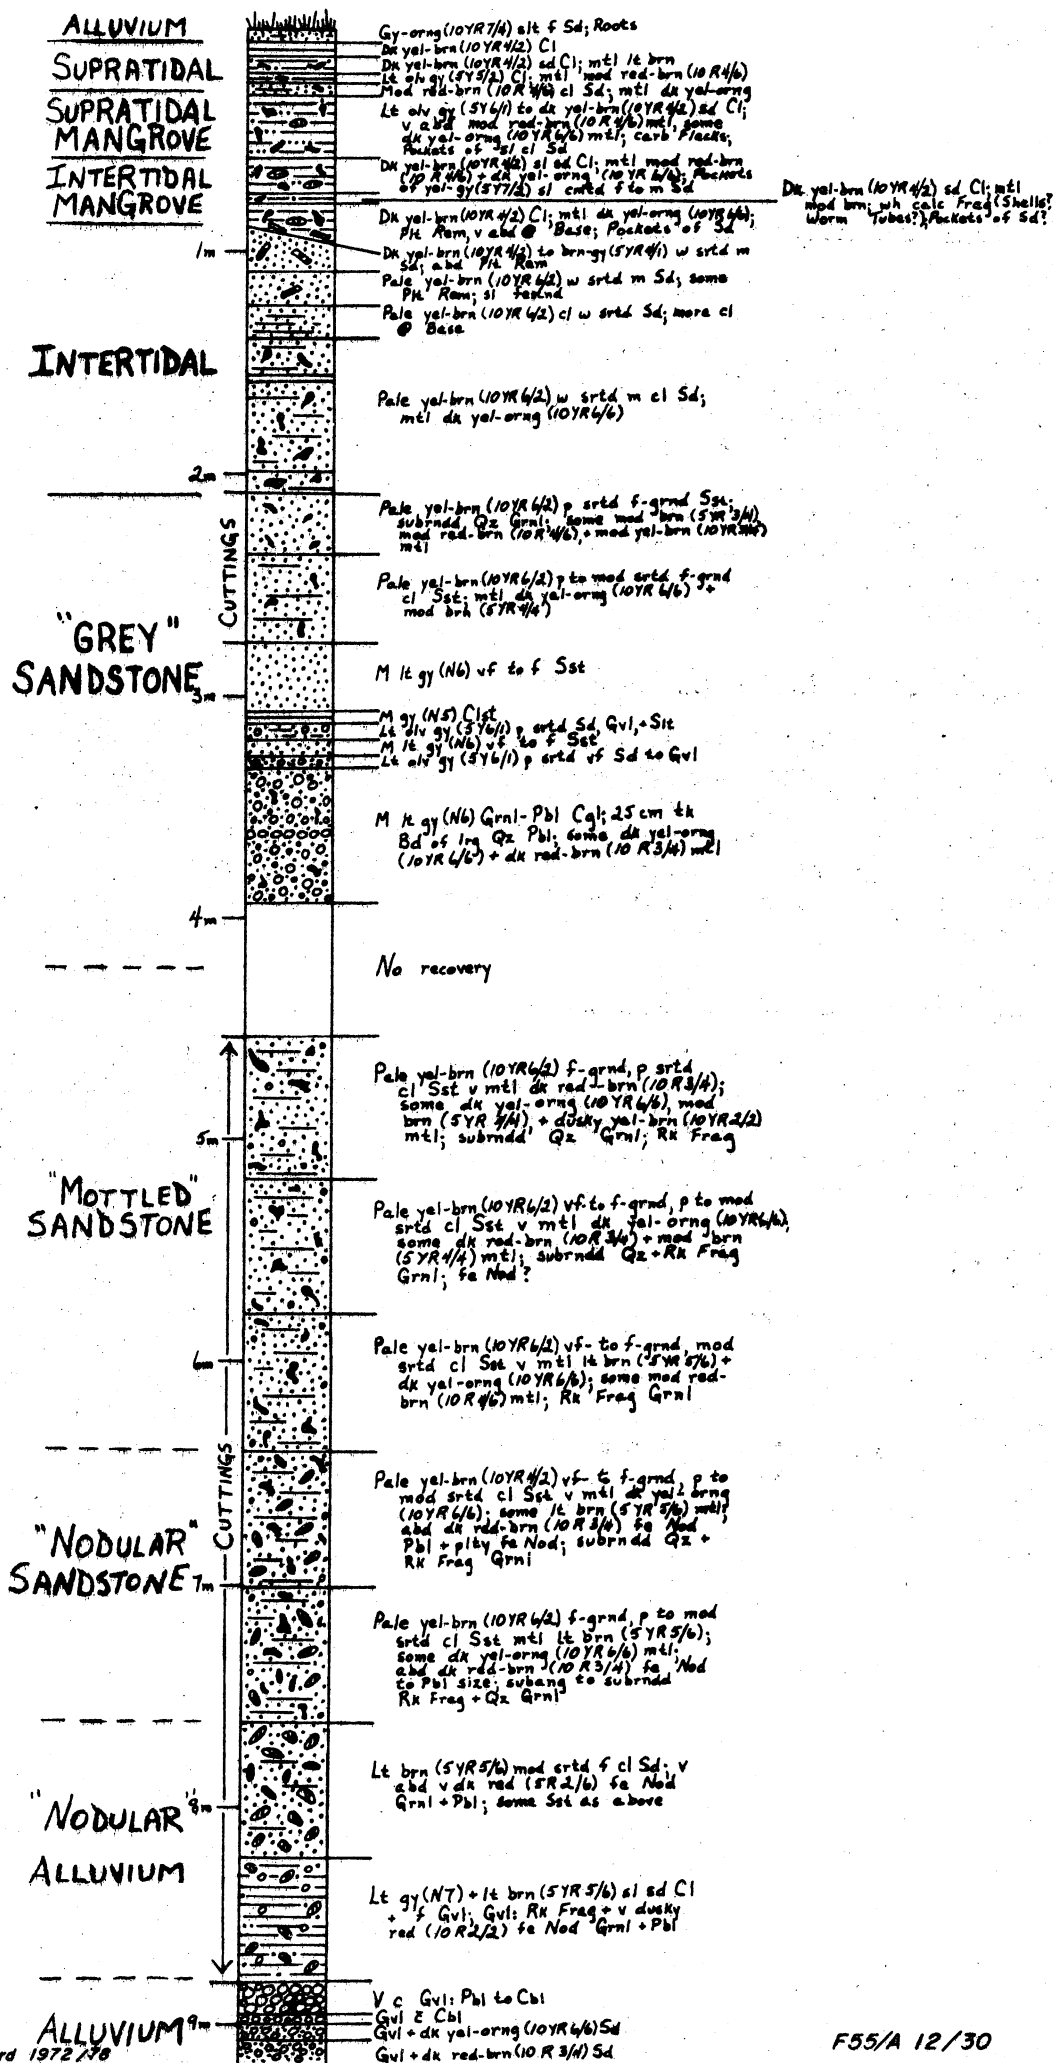 ALLUVIUM
Gy-orng (10YR7/4) slt f Sd; Roots
Dk yel-brn (10YR4/2) Cl
SUPRATIDAL
Dk yel-brn (10YR4/2) sd Cl; mtl lt brn
Lt olv gy (5Y5/2) Cl; mtl mod red-brn (10R4/6)
Mod red-brn (10R4/6) cl Sd; mtl dk yel-orng
SUPRATIDAL
MANGROVE
Lt olv gy (5Y6/1) to dk yel-brn (10YR4/2) sd Cl;
v abd mod red-brn (10R4/6) mtl, some
dk yel-orng (10YR6/6) mtl; carb Flecks;
Pockets of sl cl Sd
INTERTIDAL
MANGROVE
Dk yel-brn (10YR4/2) sl sd Cl; mtl mod red-brn
(10R4/6) + dk yel-orng (10YR6/6); Pockets
of yel-gy (5Y7/2) sl cmtd f to m Sd
Dk yel-brn (10YR4/2) sd Cl; mtl
mod brn; wh calc Frag (Shells?
Worm Tubes?); Pockets of Sd?
Dk yel-brn (10YR4/2) Cl; mtl dk yel-orng (10YR6/6);
Plt Rem, v abd @ Base; Pockets of Sd
1m
Dk yel-brn (10YR4/2) to brn-gy (5YR4/1) w srtd m
Sd; abd Plt Rem
Pale yel-brn (10YR6/2) w srtd m Sd; some
Plt Rem; sl
Pale yel-brn (10YR6/2) cl w srtd Sd; more cl
@ Base
INTERTIDAL
Pale yel-brn (10YR6/2) w srtd m cl Sd;
mtl dk yel-orng (10YR6/6)
2m
CUTTINGS
Pale yel-brn (10YR6/2) p srtd f-grnd Sst;
subrndd Qz Grnl; some mod brn (5YR3/4),
mod red-brn (10R4/6), + mod yel-brn
mtl
Pale yel-brn (10YR6/2) p to mod srtd f-grnd
cl Sst; mtl dk yel-orng (10YR6/6) +
mod brn (5YR4/4)
"GREY"
SANDSTONE
M lt gy (N6) vf to f Sst
3m
M gy (N5) Clst
Lt olv gy (5Y6/1) p srtd Sd, Gvl, + Slt
M lt gy (N6) vf to f Sst
Lt olv gy (5Y6/1) p srtd vf Sd to Gvl
M lt gy (N6) Grnl-Pbl Cgl; 25 cm tk
Bd of lrg Qz Pbl; some dk yel-orng
(10YR6/6) + dk red-brn (10R3/4) mtl
4m
No recovery
Pale yel-brn (10YR6/2) f-grnd, p srtd
cl Sst v mtl dk red-brn (10R3/4);
some dk yel-orng (10YR6/6), mod
brn (5YR4/4), + dusky yel-brn (10YR2/2)
mtl; subrndd Qz Grnl; Rk Frag
5m
"MOTTLED"
SANDSTONE
Pale yel-brn (10YR6/2) vf-to f-grnd, p to mod
srtd cl Sst v mtl dk yel-orng (10YR6/6),
some dk red-brn (10R3/4) + mod brn
(5YR4/4) mtl; subrndd Qz + Rk Frag
Grnl; fe Nod?
6m
Pale yel-brn (10YR6/2) vf- to f-grnd, mod
srtd cl Sst v mtl lt brn (5YR5/6) +
dk yel-orng (10YR6/6); some mod red-
brn (10R4/6) mtl; Rk Frag Grnl
CUTTINGS
"NODULAR"
SANDSTONE
Pale yel-brn (10YR4/2) vf- to f-grnd, p to
mod srtd cl Sst v mtl dk yel-orng
(10YR6/6); some lt brn (5YR5/6) mtl;
abd dk red-brn (10R3/4) fe Nod
Pbl + plty fe Nod; subrndd Qz +
Rk Frag Grnl
7m
Pale yel-brn (10YR6/2) f-grnd, p to mod
srtd cl Sst mtl Lt brn (5YR5/6);
some dk yel-orng (10YR6/6) mtl;
abd dk red-brn (10R3/4) fe Nod
to Pbl size; subang to subrndd
Rk Frag + Qz Grnl
"NODULAR"
ALLUVIUM
Lt brn (5YR5/6) mod srtd f cl Sd; v
abd v dk red (5R2/6) fe Nod
Grnl + Pbl; some Sst as above
8m
Lt gy (N7) + lt brn (5YR5/6) sl sd Cl
+ f Gvl; Gvl: Rk Frag + v dusky
red (10R2/2) fe Nod Grnl + Pbl
V c Gvl: Pbl to Cbl
Gvl c̄ Cbl
ALLUVIUM
9m
Gvl + dk yel-orng (10YR6/6) Sd
Gvl + dk red-brn (10R3/4) Sd
rd 1972/78
F55/A 12/30